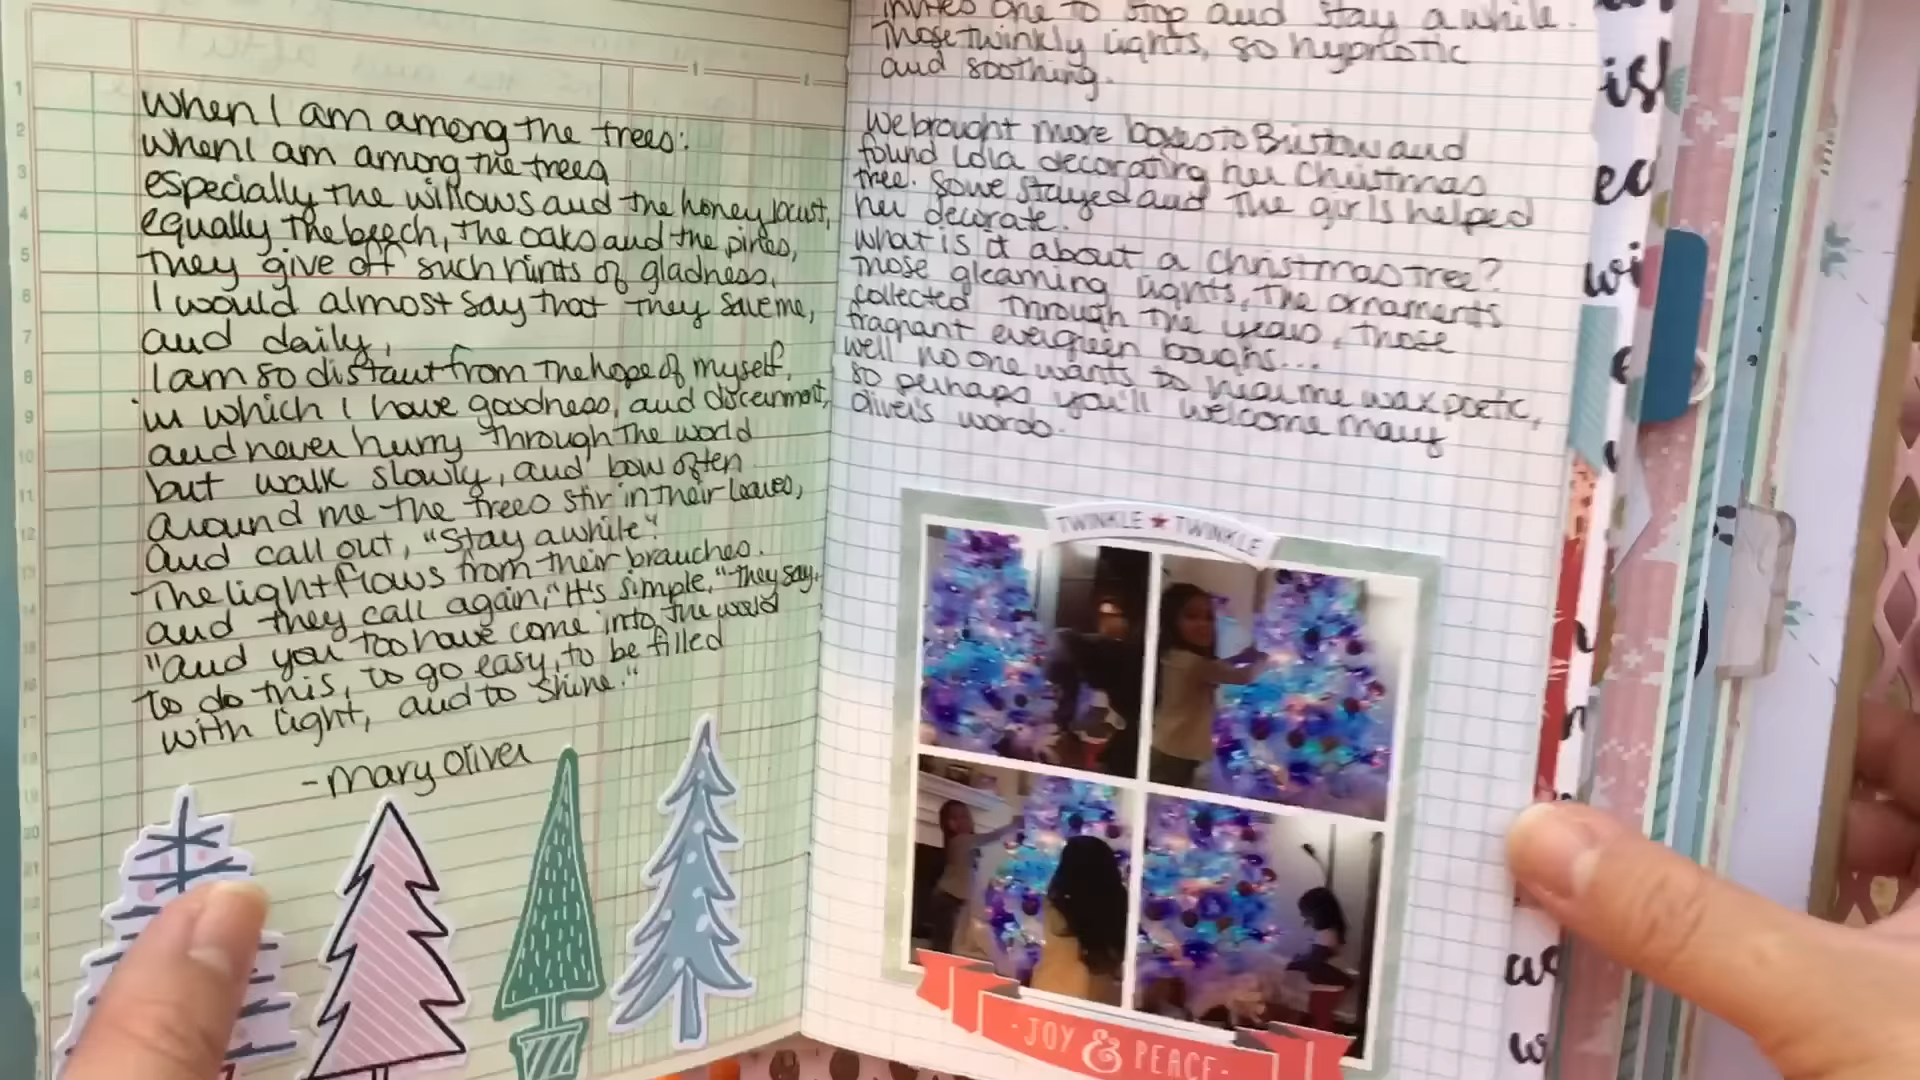 When I am among the trees:
When I am among the trees
especially the willows and the honey locust,
equally the beech, the oaks and the pines,
They give off such hints of gladness.
I would almost say that they save me,
and daily,
I am so distant from the hope of myself,
in which I have goodness, and discernment,
and never hurry through the world
but walk slowly, and bow often
around me the trees stir in their leaves,
and call out, "Stay awhile."
The light flows from their branches.
and they call again, "It's simple," they say,
"and you too have come into the world
to do this, to go easy, to be filled
with light, and to shine."
- Mary Oliver
invites one to stop and stay awhile.
Those twinkly lights, so hypnotic
and soothing.
We brought more boxes to Bristow and
found Lola decorating her Christmas
tree. So we stayed and the girls helped
her decorate.
What is it about a Christmas tree?
Those gleaming lights, the ornaments
collected through the years, those
fragrant evergreen boughs...
well no one wants to hear me wax poetic,
so perhaps you'll welcome Mary
Oliver's words.
TWINKLE ★ TWINKLE
· JOY & PEACE ·